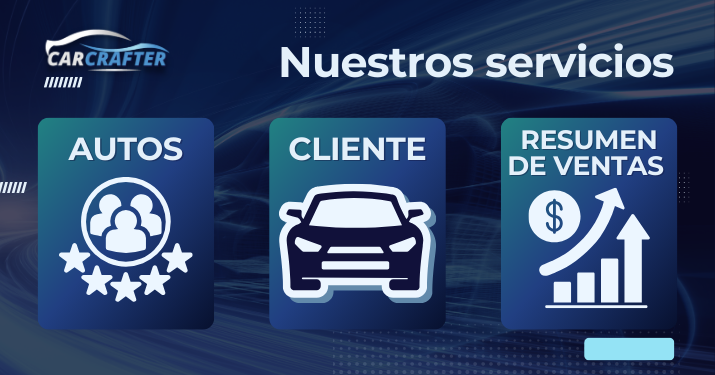 CARCRAFTER
Nuestros servicios
AUTOS
CLIENTE
RESUMEN
DE VENTAS
$